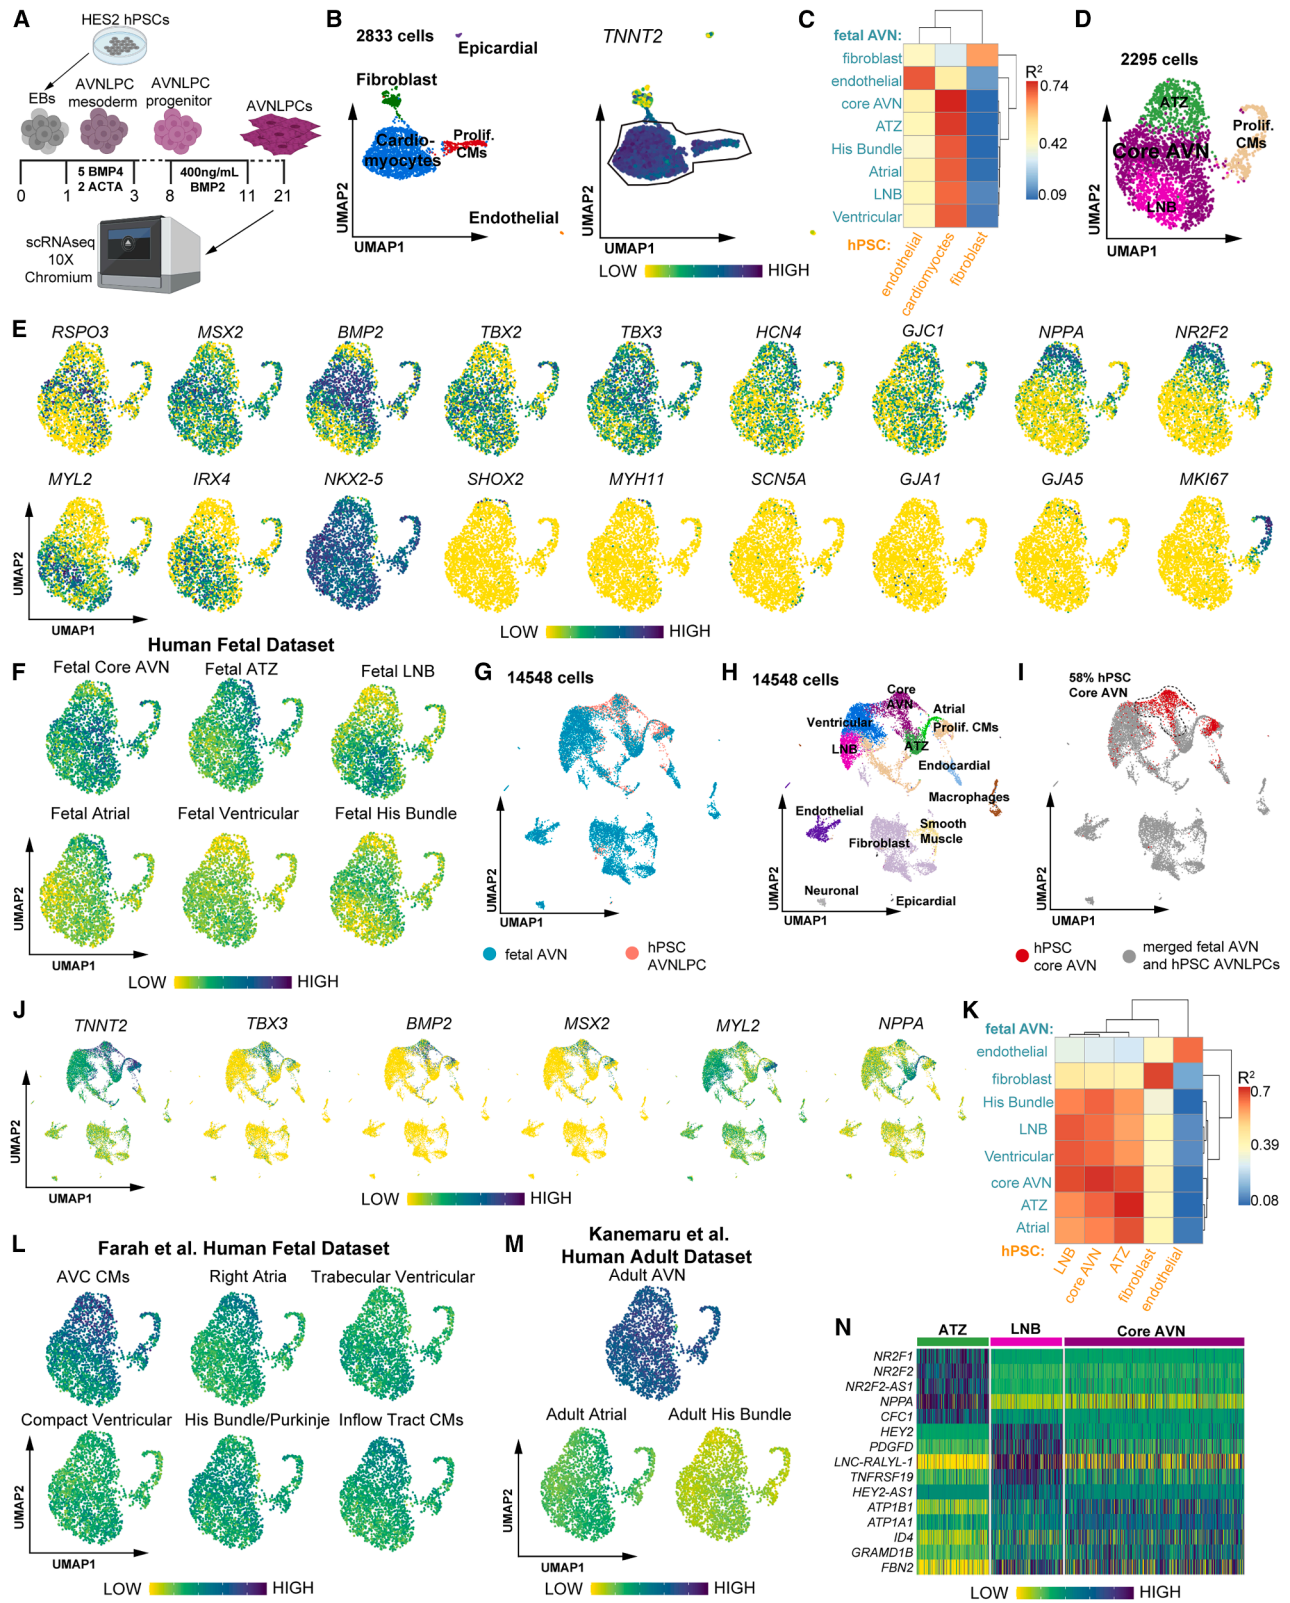 A
HES2 hPSCs
EBs
AVNLPC
mesoderm
AVNLPC
progenitor
AVNLPCs
5 BMP4
2 ACTA
400ng/mL
BMP2
0
1
3
8
11
21
scRNAseq
10X
Chromium
B
2833 cells
Epicardial
Fibroblast
Cardio-
myocytes
Prolif.
CMs
Endothelial
UMAP2
UMAP1
TNNT2
UMAP2
UMAP1
LOW
HIGH
C
fetal AVN:
fibroblast
endothelial
core AVN
ATZ
His Bundle
Atrial
LNB
Ventricular
hPSC:
endothelial
cardiomyoctes
fibroblast
R2
0.74
0.42
0.09
D
2295 cells
ATZ
Core AVN
LNB
Prolif.
CMs
UMAP2
UMAP1
E
RSPO3
MSX2
BMP2
TBX2
TBX3
HCN4
GJC1
NPPA
NR2F2
MYL2
IRX4
NKX2-5
SHOX2
MYH11
SCN5A
GJA1
GJA5
MKI67
UMAP2
UMAP1
LOW
HIGH
F
Human Fetal Dataset
Fetal Core AVN
Fetal ATZ
Fetal LNB
Fetal Atrial
Fetal Ventricular
Fetal His Bundle
UMAP2
UMAP1
LOW
HIGH
G
14548 cells
UMAP2
UMAP1
fetal AVN
hPSC
AVNLPC
H
14548 cells
Core
AVN
Atrial
Ventricular
Prolif. CMs
LNB
ATZ
Endocardial
Macrophages
Endothelial
Smooth
Muscle
Fibroblast
Neuronal
Epicardial
UMAP2
UMAP1
I
58% hPSC
Core AVN
UMAP2
UMAP1
hPSC
core AVN
merged fetal AVN
and hPSC AVNLPCs
J
TNNT2
TBX3
BMP2
MSX2
MYL2
NPPA
UMAP2
UMAP1
LOW
HIGH
K
fetal AVN:
endothelial
fibroblast
His Bundle
LNB
Ventricular
core AVN
ATZ
Atrial
hPSC:
LNB
core AVN
ATZ
fibroblast
endothelial
R2
0.7
0.39
0.08
L
Farah et al. Human Fetal Dataset
AVC CMs
Right Atria
Trabecular Ventricular
Compact Ventricular
His Bundle/Purkinje
Inflow Tract CMs
UMAP2
UMAP1
LOW
HIGH
M
Kanemaru et al.
Human Adult Dataset
Adult AVN
Adult Atrial
Adult His Bundle
UMAP2
UMAP1
LOW
HIGH
N
ATZ
LNB
Core AVN
NR2F1
NR2F2
NR2F2-AS1
NPPA
CFC1
HEY2
PDGFD
LNC-RALYL-1
TNFRSF19
HEY2-AS1
ATP1B1
ATP1A1
ID4
GRAMD1B
FBN2
LOW
HIGH